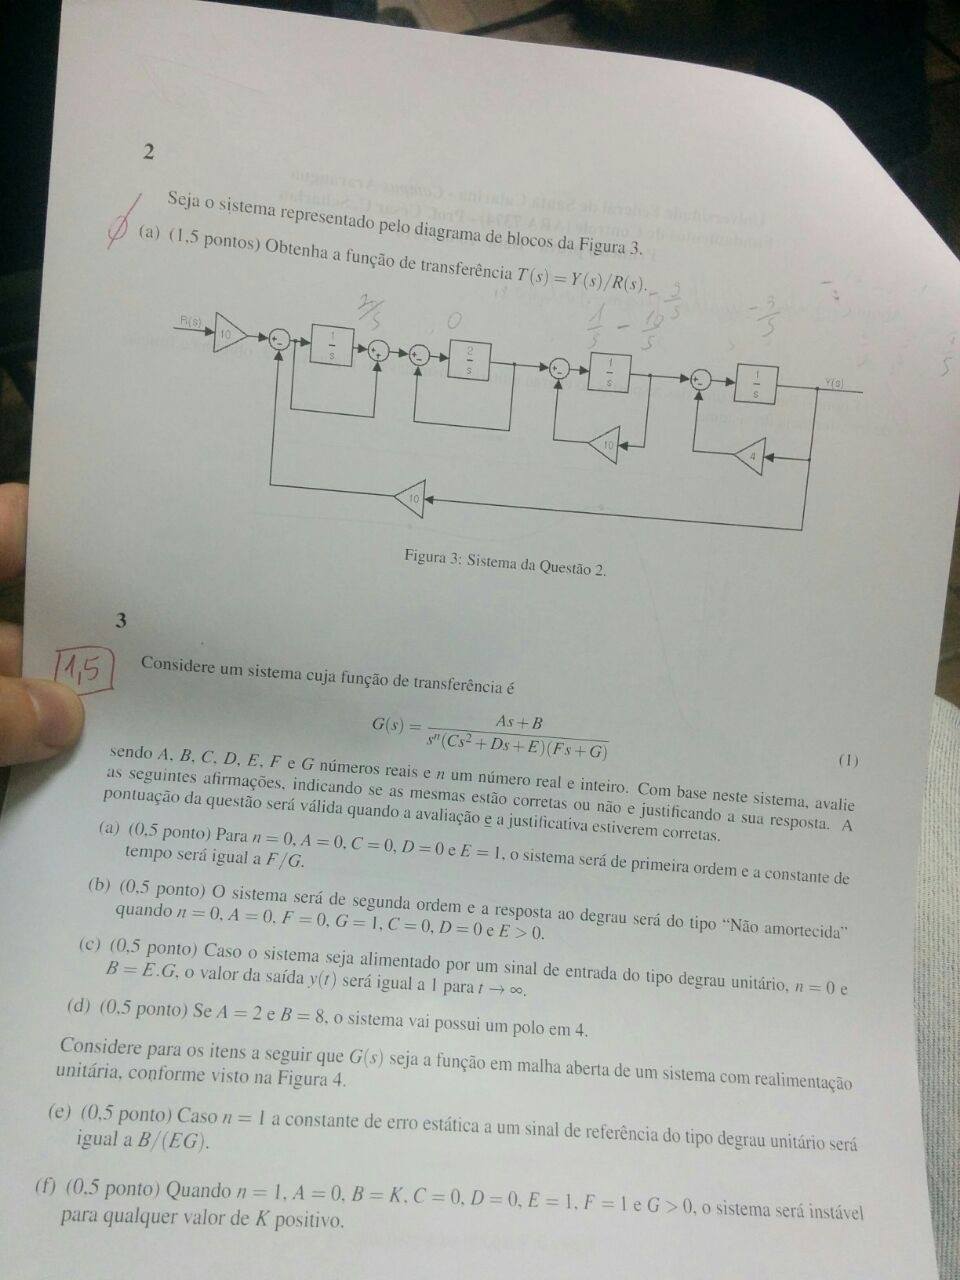 2
Seja o sistema representado pelo diagrama de blocos da Figura 3.
(a) (1,5 pontos) Obtenha a função de transferência T(s) = Y(s)/R(s).
R(s)
10
+ -
1
s
+ +
+ -
2
s
+ -
1
s
+ -
1
s
Y(s)
10
4
10
2/s
0
1/s - 10/s
-3/s
Figura 3: Sistema da Questão 2.
3
1,5
Considere um sistema cuja função de transferência é
G(s) = As + B / s^n(Cs² + Ds + E)(Fs + G)
(1)
sendo A, B, C, D, E, F e G números reais e n um número real e inteiro. Com base neste sistema, avalie
as seguintes afirmações, indicando se as mesmas estão corretas ou não e justificando a sua resposta. A
pontuação da questão será válida quando a avaliação e a justificativa estiverem corretas.
(a) (0,5 ponto) Para n = 0, A = 0, C = 0, D = 0 e E = 1, o sistema será de primeira ordem e a constante de
tempo será igual a F/G.
(b) (0,5 ponto) O sistema será de segunda ordem e a resposta ao degrau será do tipo “Não amortecida”
quando n = 0, A = 0, F = 0, G = 1, C = 0, D = 0 e E > 0.
(c) (0,5 ponto) Caso o sistema seja alimentado por um sinal de entrada do tipo degrau unitário, n = 0 e
B = E.G, o valor da saída y(t) será igual a 1 para t → ∞.
(d) (0,5 ponto) Se A = 2 e B = 8, o sistema vai possui um polo em 4.
Considere para os itens a seguir que G(s) seja a função em malha aberta de um sistema com realimentação
unitária, conforme visto na Figura 4.
(e) (0,5 ponto) Caso n = 1 a constante de erro estática a um sinal de referência do tipo degrau unitário será
igual a B/(EG).
(f) (0,5 ponto) Quando n = 1, A = 0, B = K, C = 0, D = 0, E = 1, F = 1 e G > 0, o sistema será instável
para qualquer valor de K positivo.